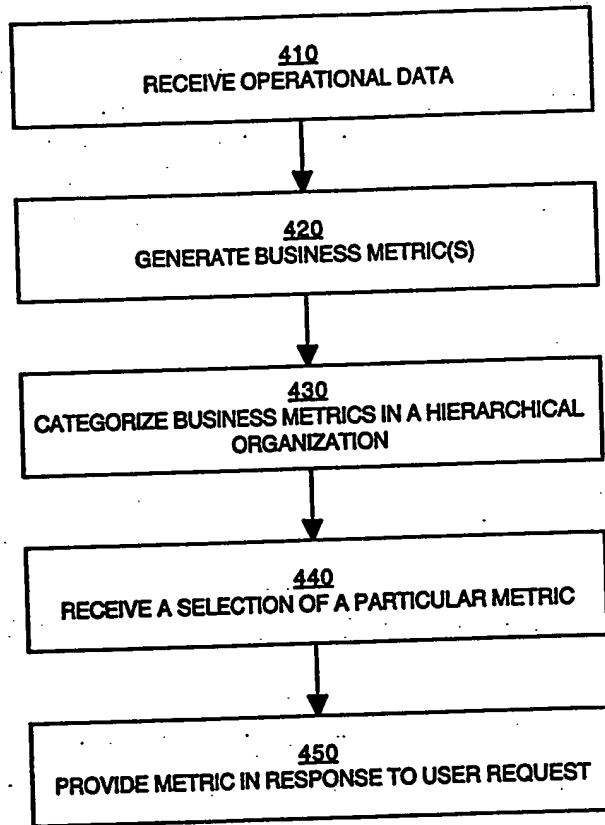 410
RECEIVE OPERATIONAL DATA
420
GENERATE BUSINESS METRIC(S)
430
CATEGORIZE BUSINESS METRICS IN A HIERARCHICAL
ORGANIZATION
440
RECEIVE A SELECTION OF A PARTICULAR METRIC
450
PROVIDE METRIC IN RESPONSE TO USER REQUEST